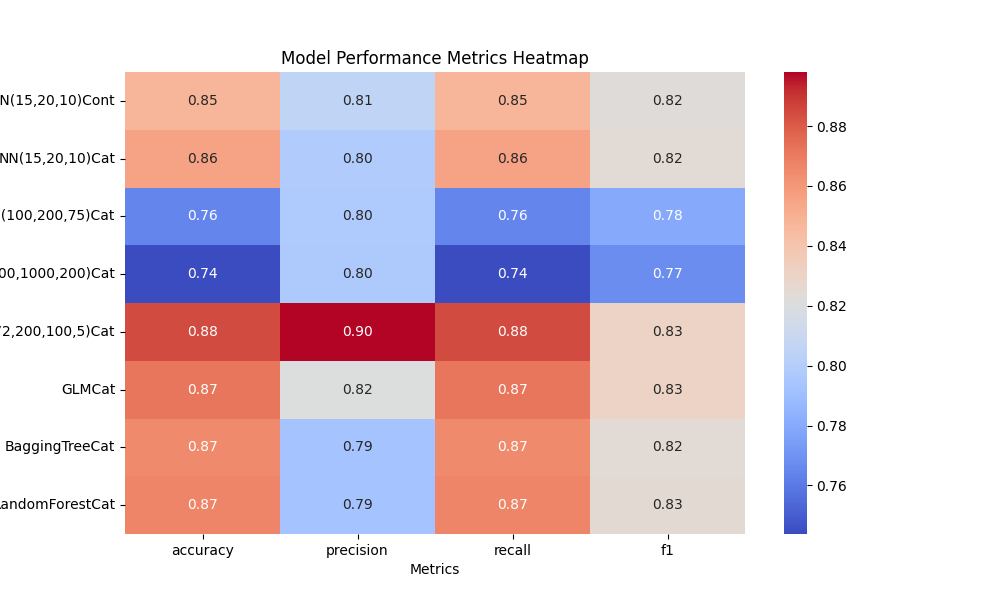 Model Performance Metrics Heatmap
N(15,20,10)Cont 0.85 0.81 0.85 0.82
NN(15,20,10)Cat 0.86 0.80 0.86 0.82
(100,200,75)Cat 0.76 0.80 0.76 0.78
00,1000,200)Cat 0.74 0.80 0.74 0.77
2,200,100,5)Cat 0.88 0.90 0.88 0.83
GLMCat 0.87 0.82 0.87 0.83
BaggingTreeCat 0.87 0.79 0.87 0.82
andomForestCat 0.87 0.79 0.87 0.83
accuracy precision recall f1
Metrics
0.88
0.86
0.84
0.82
0.80
0.78
0.76